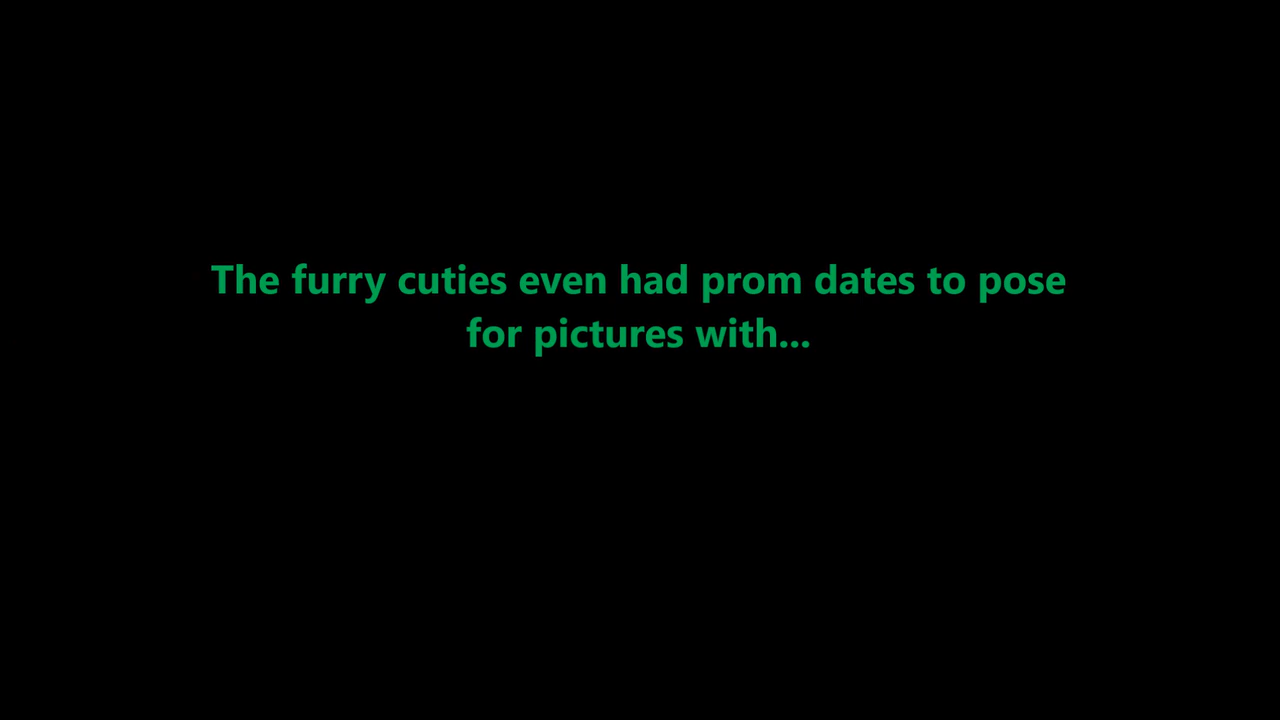 The furry cuties even had prom dates to pose
for pictures with...